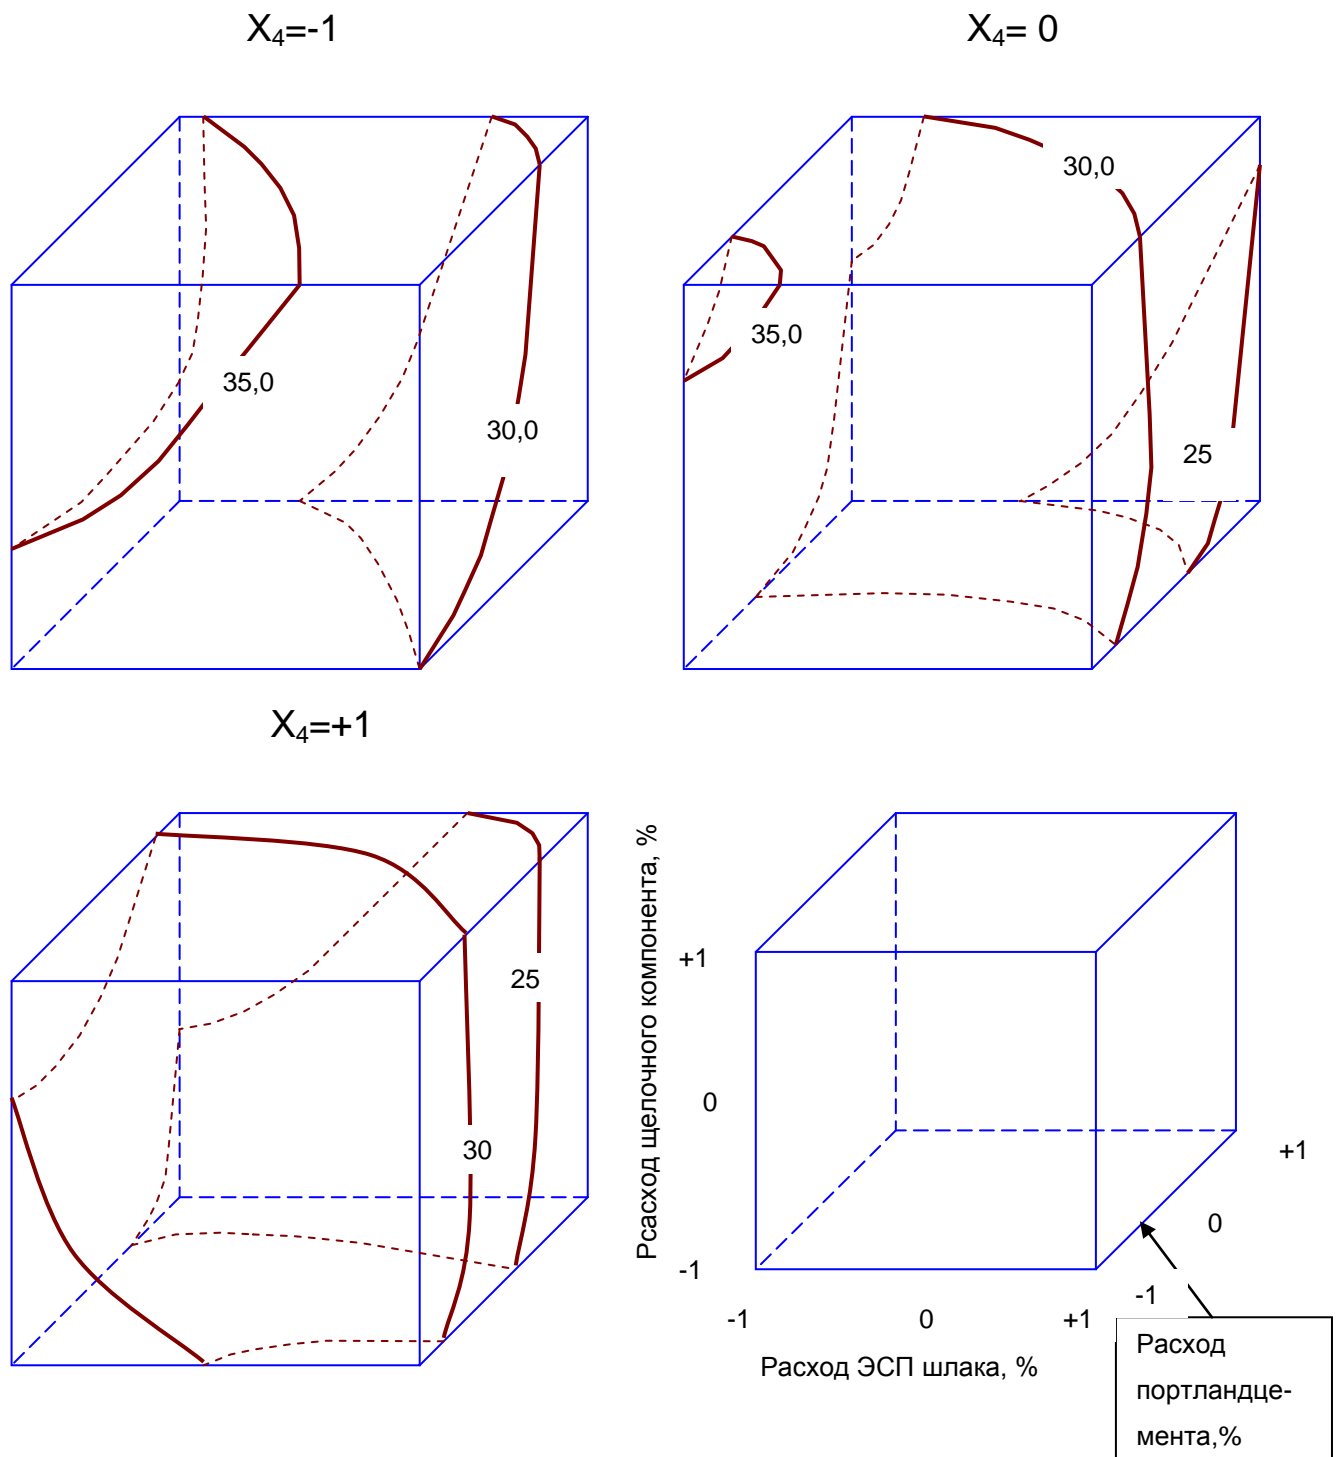 X₄=-1
X₄= 0
35,0
30,0
30,0
35,0
25
X₄=+1
25
30
Рсасход щелочного компонента, %
+1
0
-1
-1
0
+1
-1
0
+1
Расход ЭСП шлака, %
Расход
портландце-
мента,%